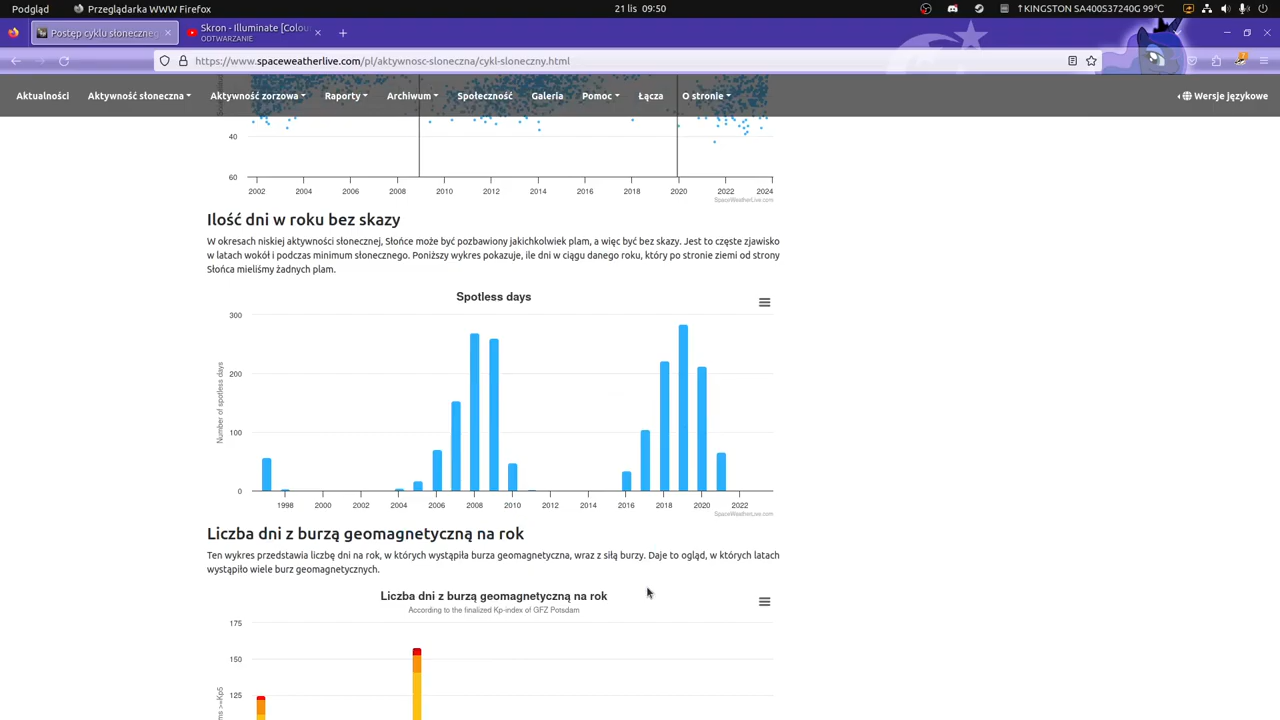 Podgląd Przeglądarka WWW Firefox 21 lis 09:50 ↑KINGSTON SA400S37240G 99°C
Postęp cyklu słoneczneg
Skron - Illuminate [Colou
ODTWARZANIE
https://www.spaceweatherlive.com/pl/aktywnosc-sloneczna/cykl-sloneczny.html
Aktualności Aktywność słoneczna Aktywność zorzowa Raporty Archiwum Społeczność Galeria Pomoc Łącza O stronie Wersje językowe
40
60
2002 2004 2006 2008 2010 2012 2014 2016 2018 2020 2022 2024
SpaceWeatherLive.com
Ilość dni w roku bez skazy
W okresach niskiej aktywności słonecznej, Słońce może być pozbawiony jakichkolwiek plam, a więc być bez skazy. Jest to częste zjawisko
w latach wokół i podczas minimum słonecznego. Poniższy wykres pokazuje, ile dni w ciągu danego roku, który po stronie ziemi od strony
Słońca mieliśmy żadnych plam.
Spotless days
Number of spotless days
300
200
100
0
1998 2000 2002 2004 2006 2008 2010 2012 2014 2016 2018 2020 2022
SpaceWeatherLive.com
Liczba dni z burzą geomagnetyczną na rok
Ten wykres przedstawia liczbę dni na rok, w których wystąpiła burza geomagnetyczna, wraz z siłą burzy. Daje to ogląd, w których latach
wystąpiło wiele burz geomagnetycznych.
Liczba dni z burzą geomagnetyczną na rok
According to the finalized Kp-index of GFZ Potsdam
175
150
125
>=Kp5